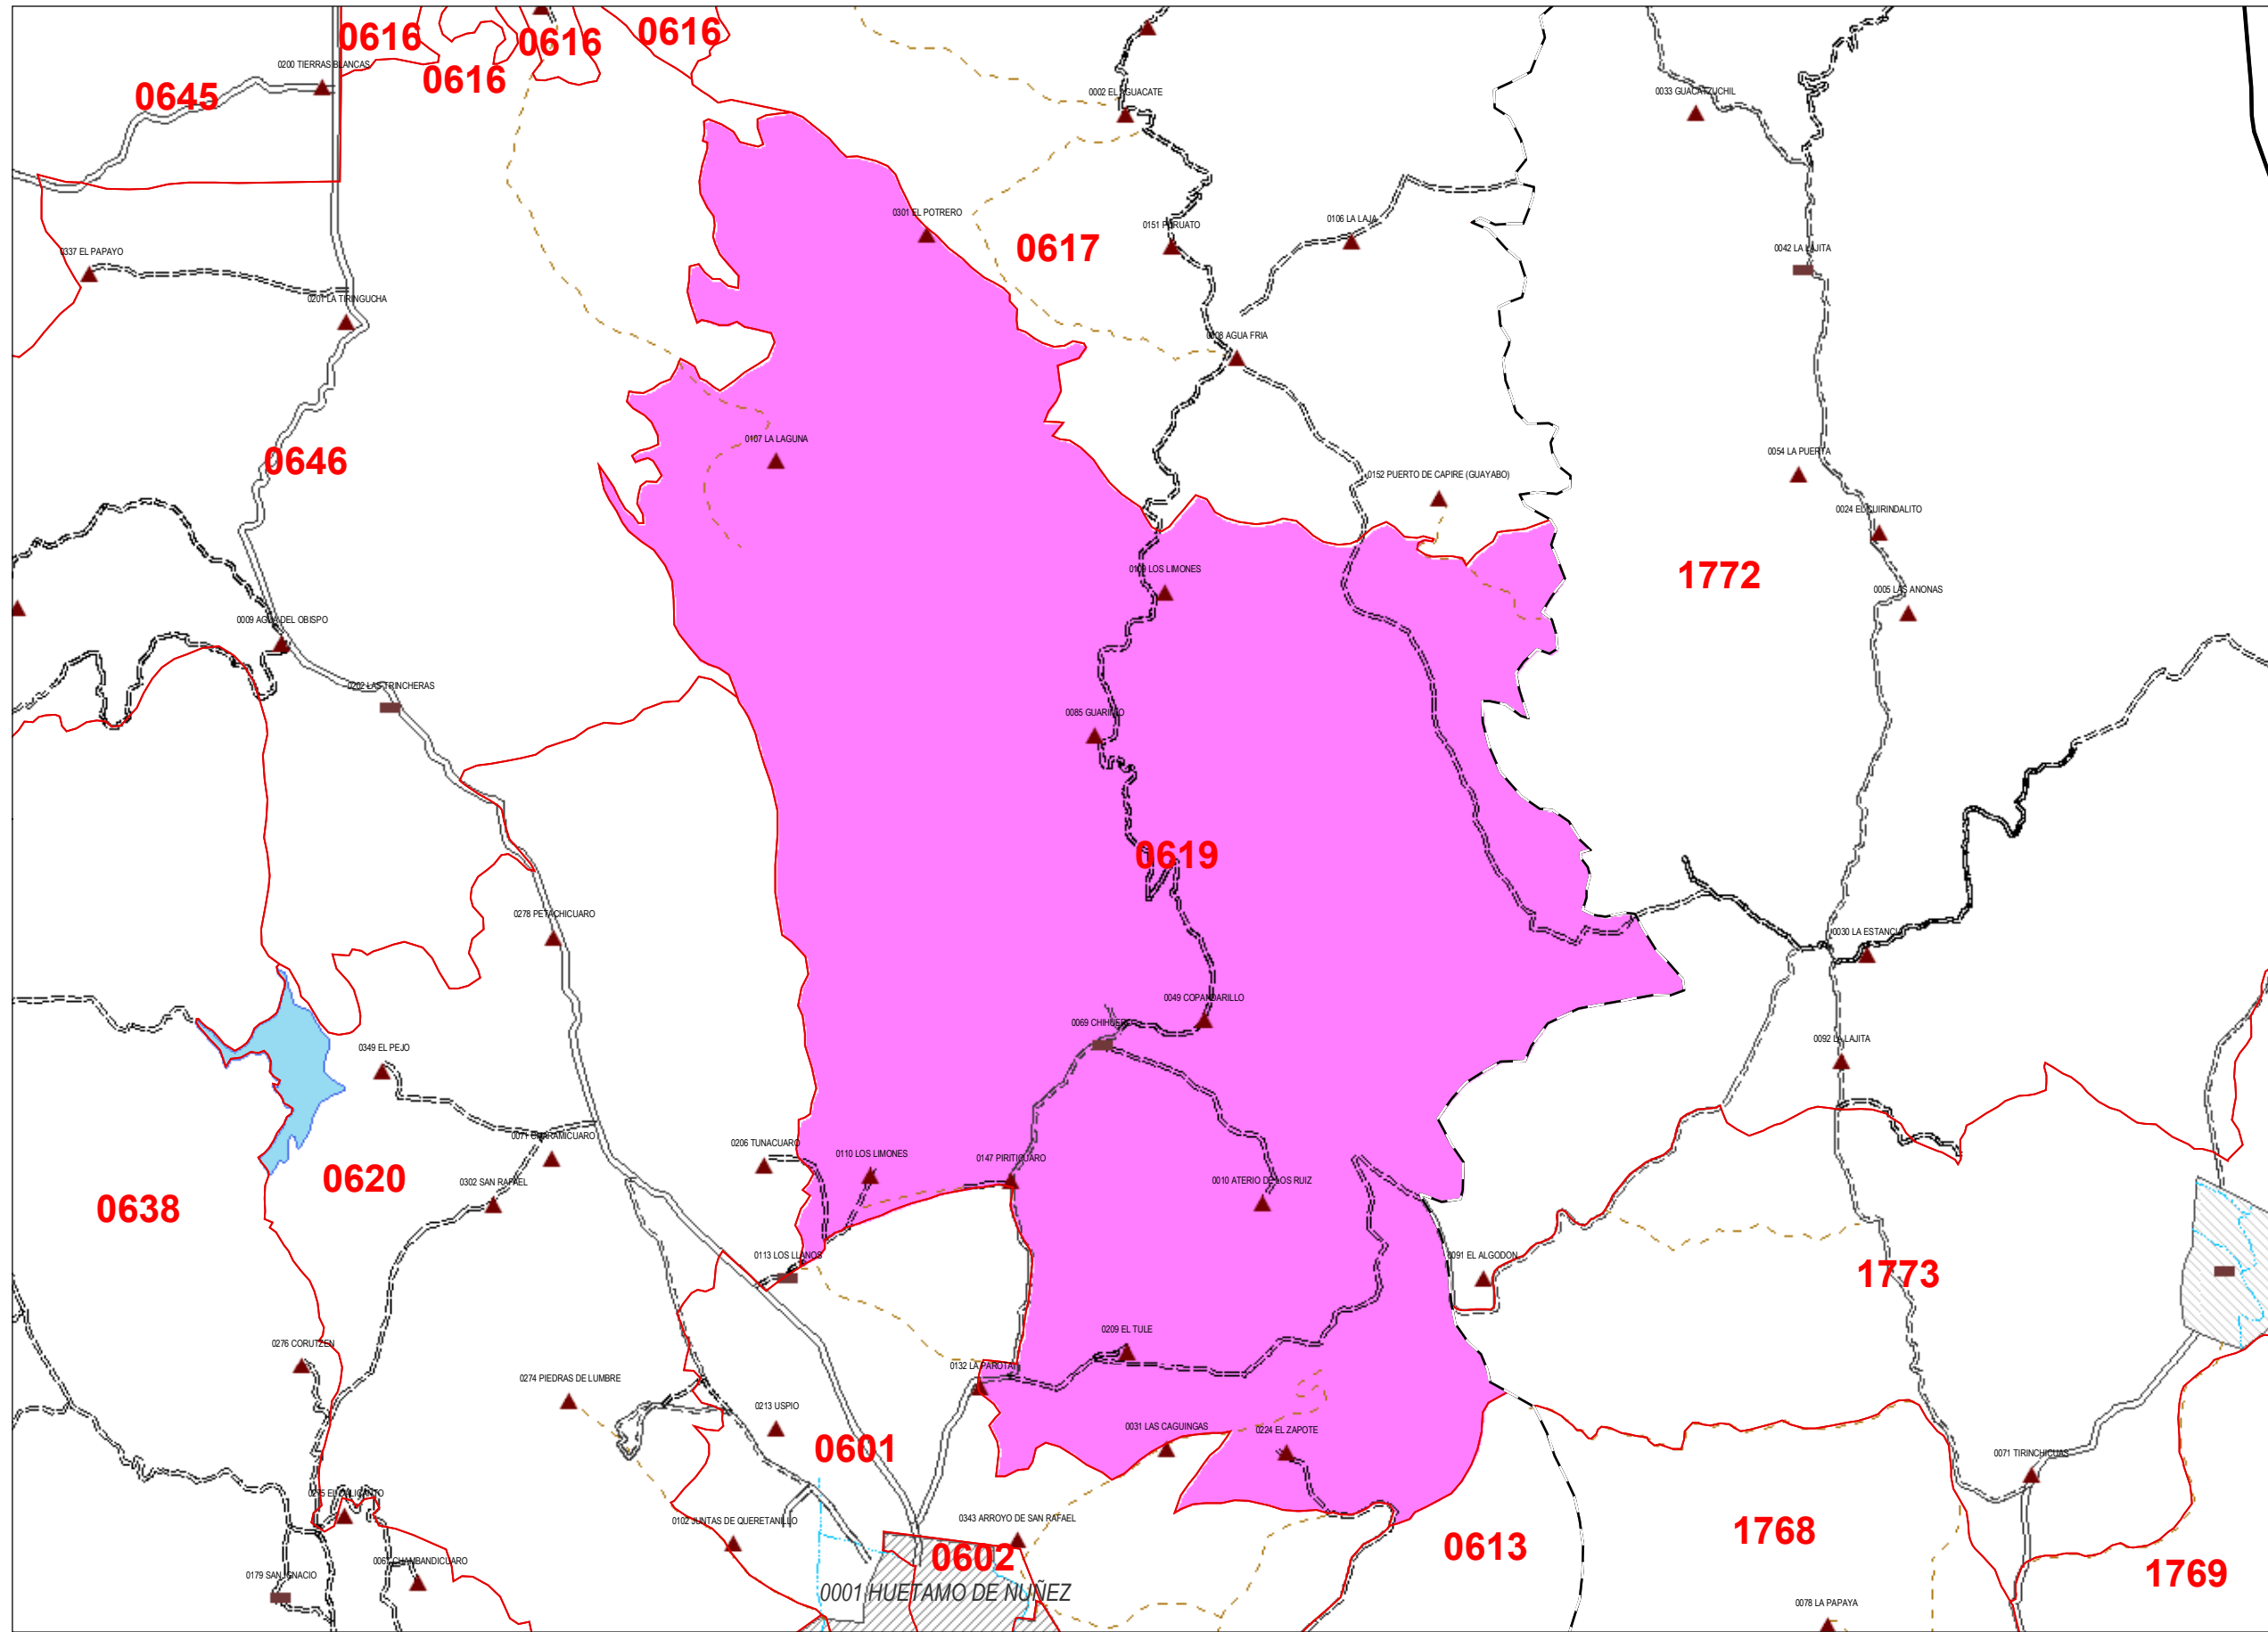 0616
0616
0616
0616
0645
0200 TIERRAS BLANCAS
0002 EL AGUACATE
0033 GUACATZUCHIL
0301 EL POTRERO
0617
0151 PURUATO
0106 LA LAJA
0042 LA LAJITA
0337 EL PAPAYO
0201 LA TIRINGUCHA
0008 AGUA FRIA
0107 LA LAGUNA
0646
0152 PUERTO DE CAPIRE (GUAYABO)
0054 LA PUERTA
0024 EL CUIRINDALITO
0109 LOS LIMONES
1772
0005 LAS ANONAS
0009 AGUA DEL OBISPO
0202 LAS TRINCHERAS
0085 GUARIMO
0619
0278 PETACHICUARO
0030 LA ESTANCIA
0049 COPANDARILLO
0069 CHIHUERO
0349 EL PEJO
0092 LA LAJITA
0206 TUNACUARO
0110 LOS LIMONES
0147 PIRITICUARO
0010 ATERIO DE LOS RUIZ
0620
0302 SAN RAFAEL
0638
0113 LOS LLANOS
0091 EL ALGODON
1773
0276 CORUTZEN
0209 EL TULE
0132 LA PAROTA
0274 PIEDRAS DE LUMBRE
0213 USPIO
0031 LAS CAGUINGAS
0224 EL ZAPOTE
0601
0071 TIRINCHICUAS
0102 JUNTAS DE QUERETANILLO
0343 ARROYO DE SAN RAFAEL
0602
0613
1768
1769
0179 SAN IGNACIO
0001 HUETAMO DE NUÑEZ
0078 LA PAPAYA